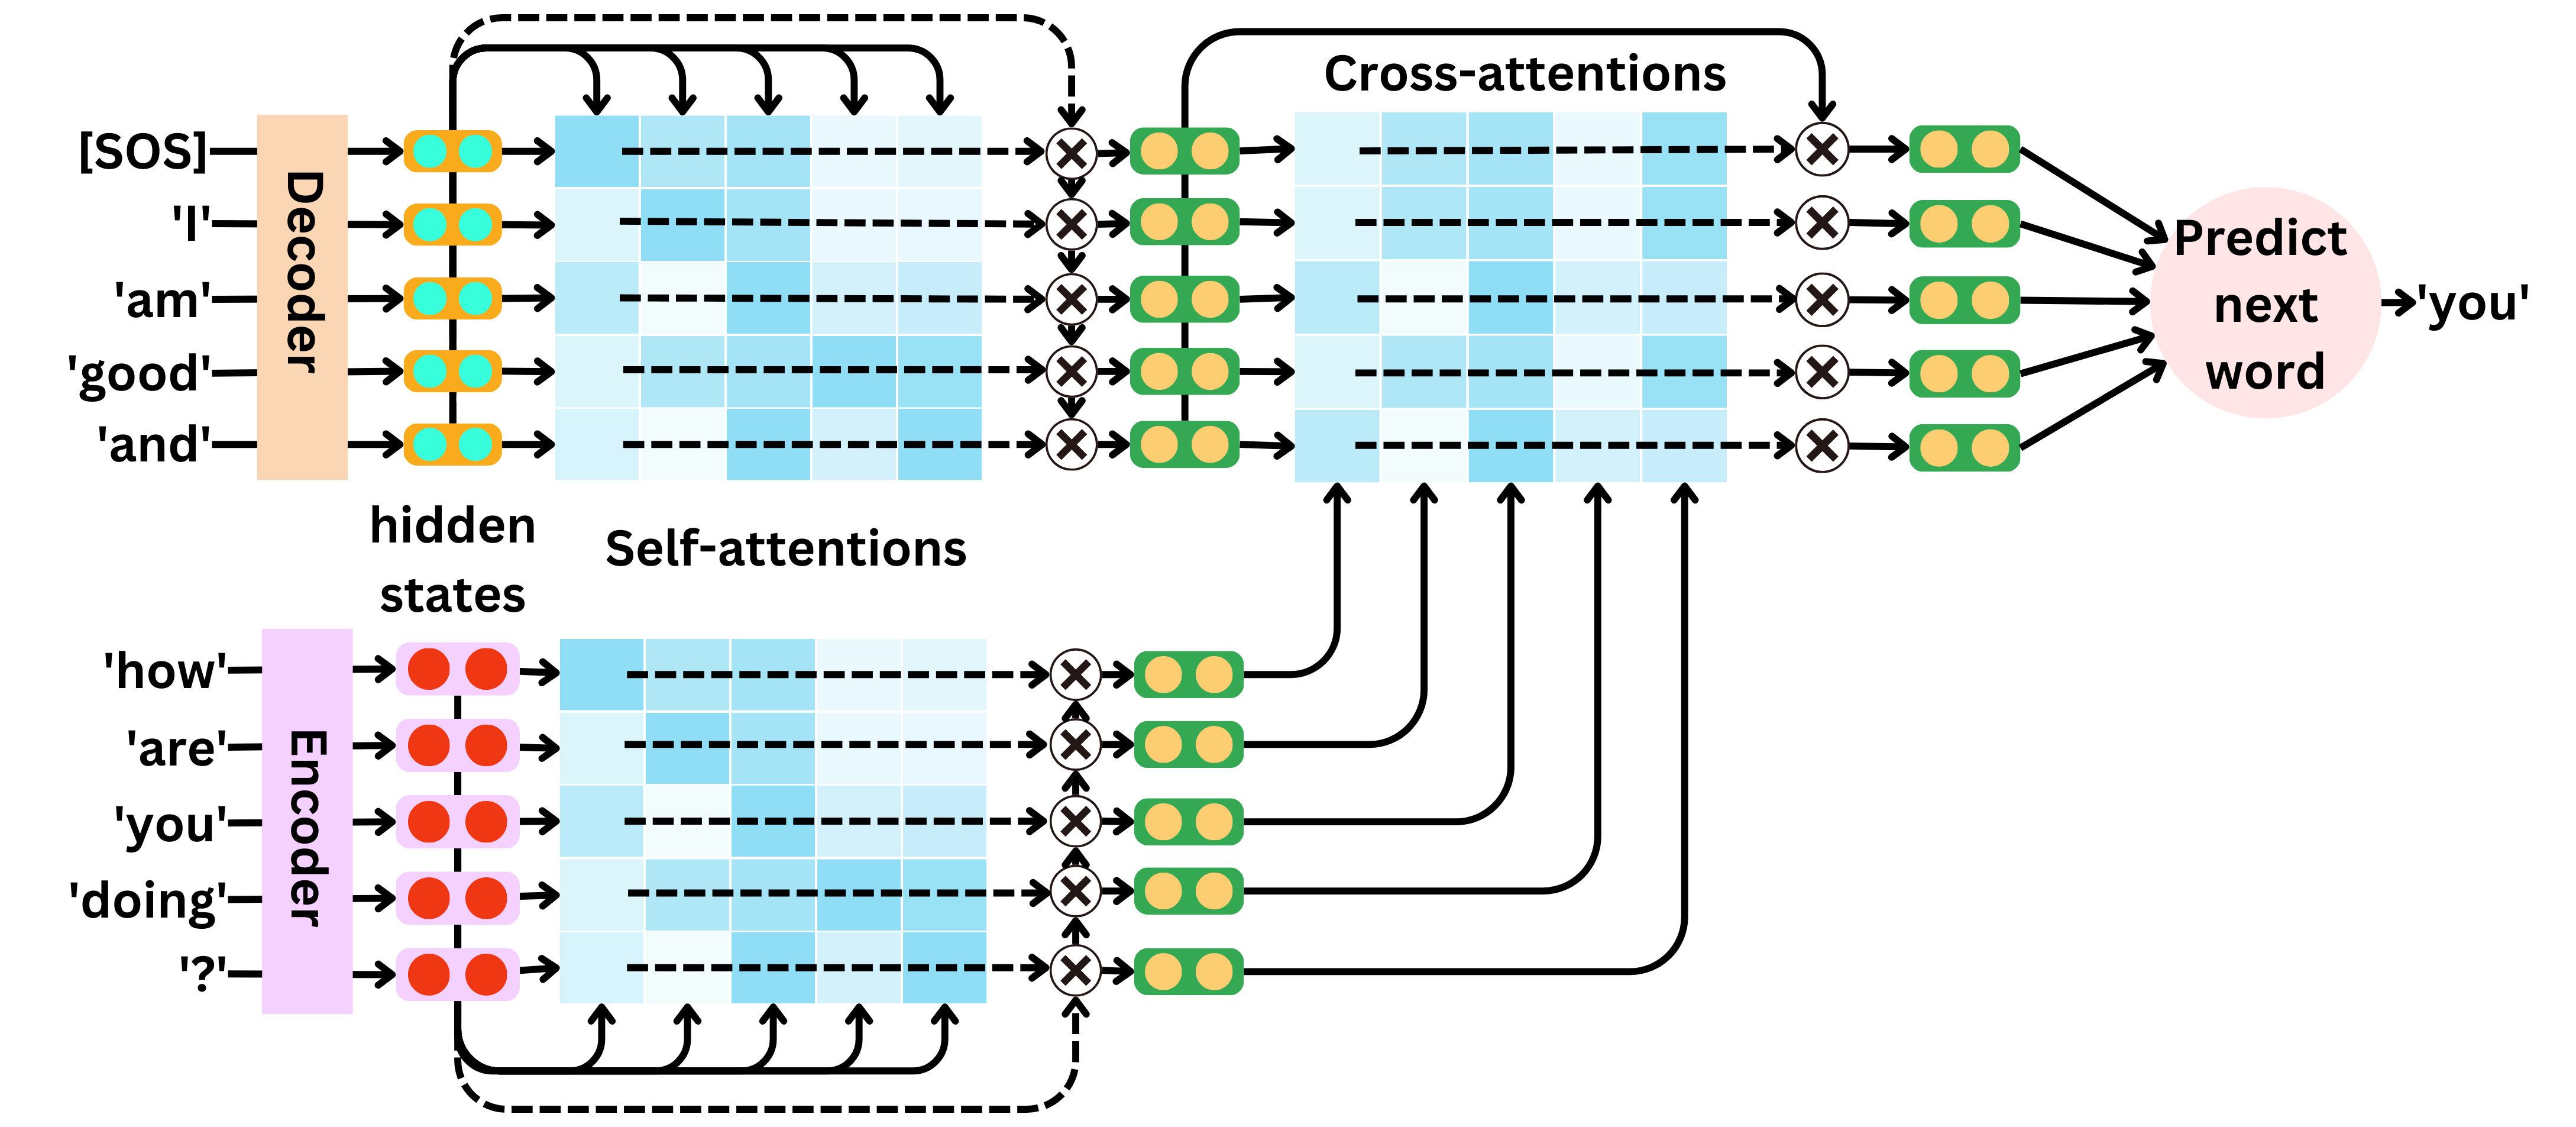 Cross-attentions
[SOS]
'I'
'am'
'good'
'and'
Decoder
Predict
next
word
'you'
hidden
states
Self-attentions
'how'
'are'
'you'
'doing'
'?'
Encoder